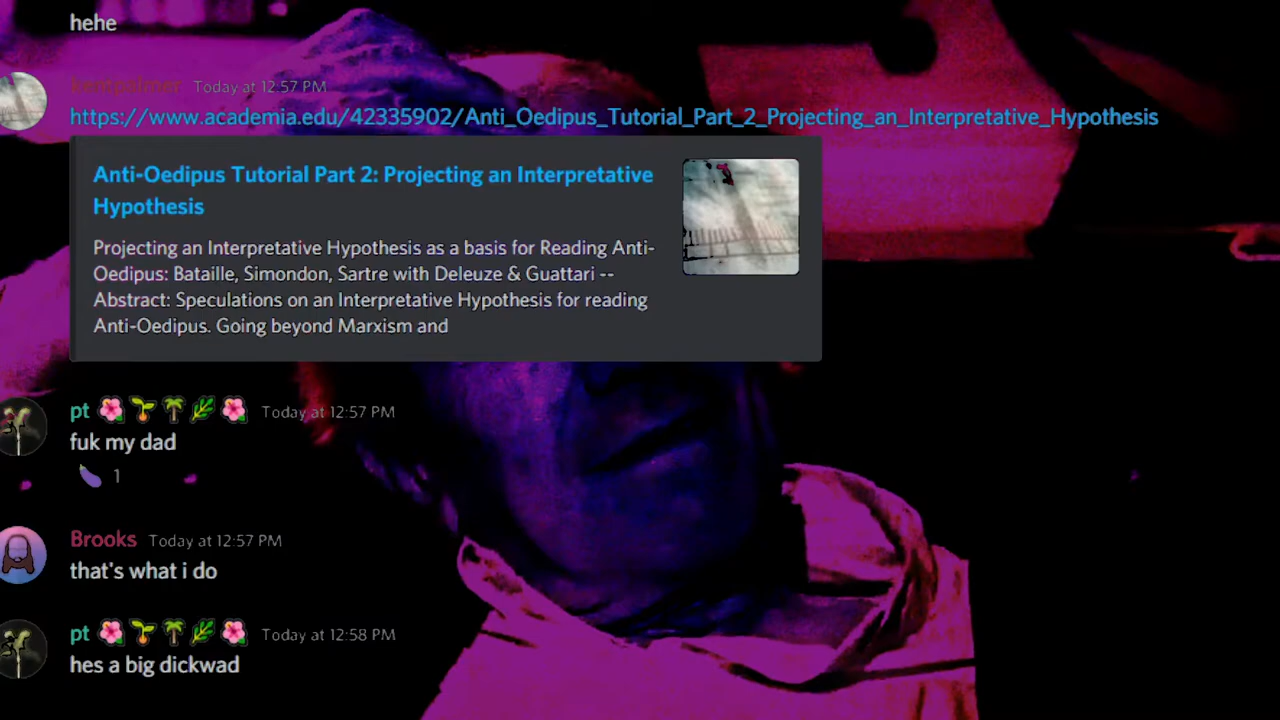 hehe
kentpalmer Today at 12:57 PM
https://www.academia.edu/42335902/Anti_Oedipus_Tutorial_Part_2_Projecting_an_Interpretative_Hypothesis
Anti-Oedipus Tutorial Part 2: Projecting an Interpretative
Hypothesis
Projecting an Interpretative Hypothesis as a basis for Reading Anti-
Oedipus: Bataille, Simondon, Sartre with Deleuze & Guattari --
Abstract: Speculations on an Interpretative Hypothesis for reading
Anti-Oedipus. Going beyond Marxism and
pt 🌺 🌱 🌴 🌿 🌺 Today at 12:57 PM
fuk my dad
🍆 1
Brooks Today at 12:57 PM
that's what i do
pt 🌺 🌱 🌴 🌿 🌺 Today at 12:58 PM
hes a big dickwad